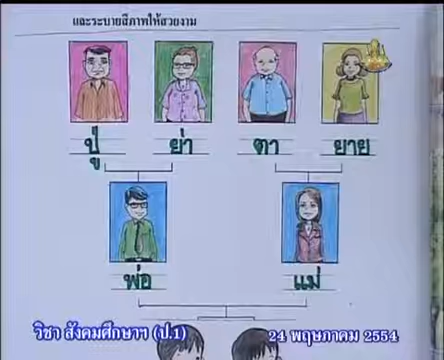 และระบายสีภาพให้สวยงาม
ปู่ ย่า ตา ยาย
พ่อ แม่
วิชา สังคมศึกษาฯ (ป.1) 24 พฤษภาคม 2554